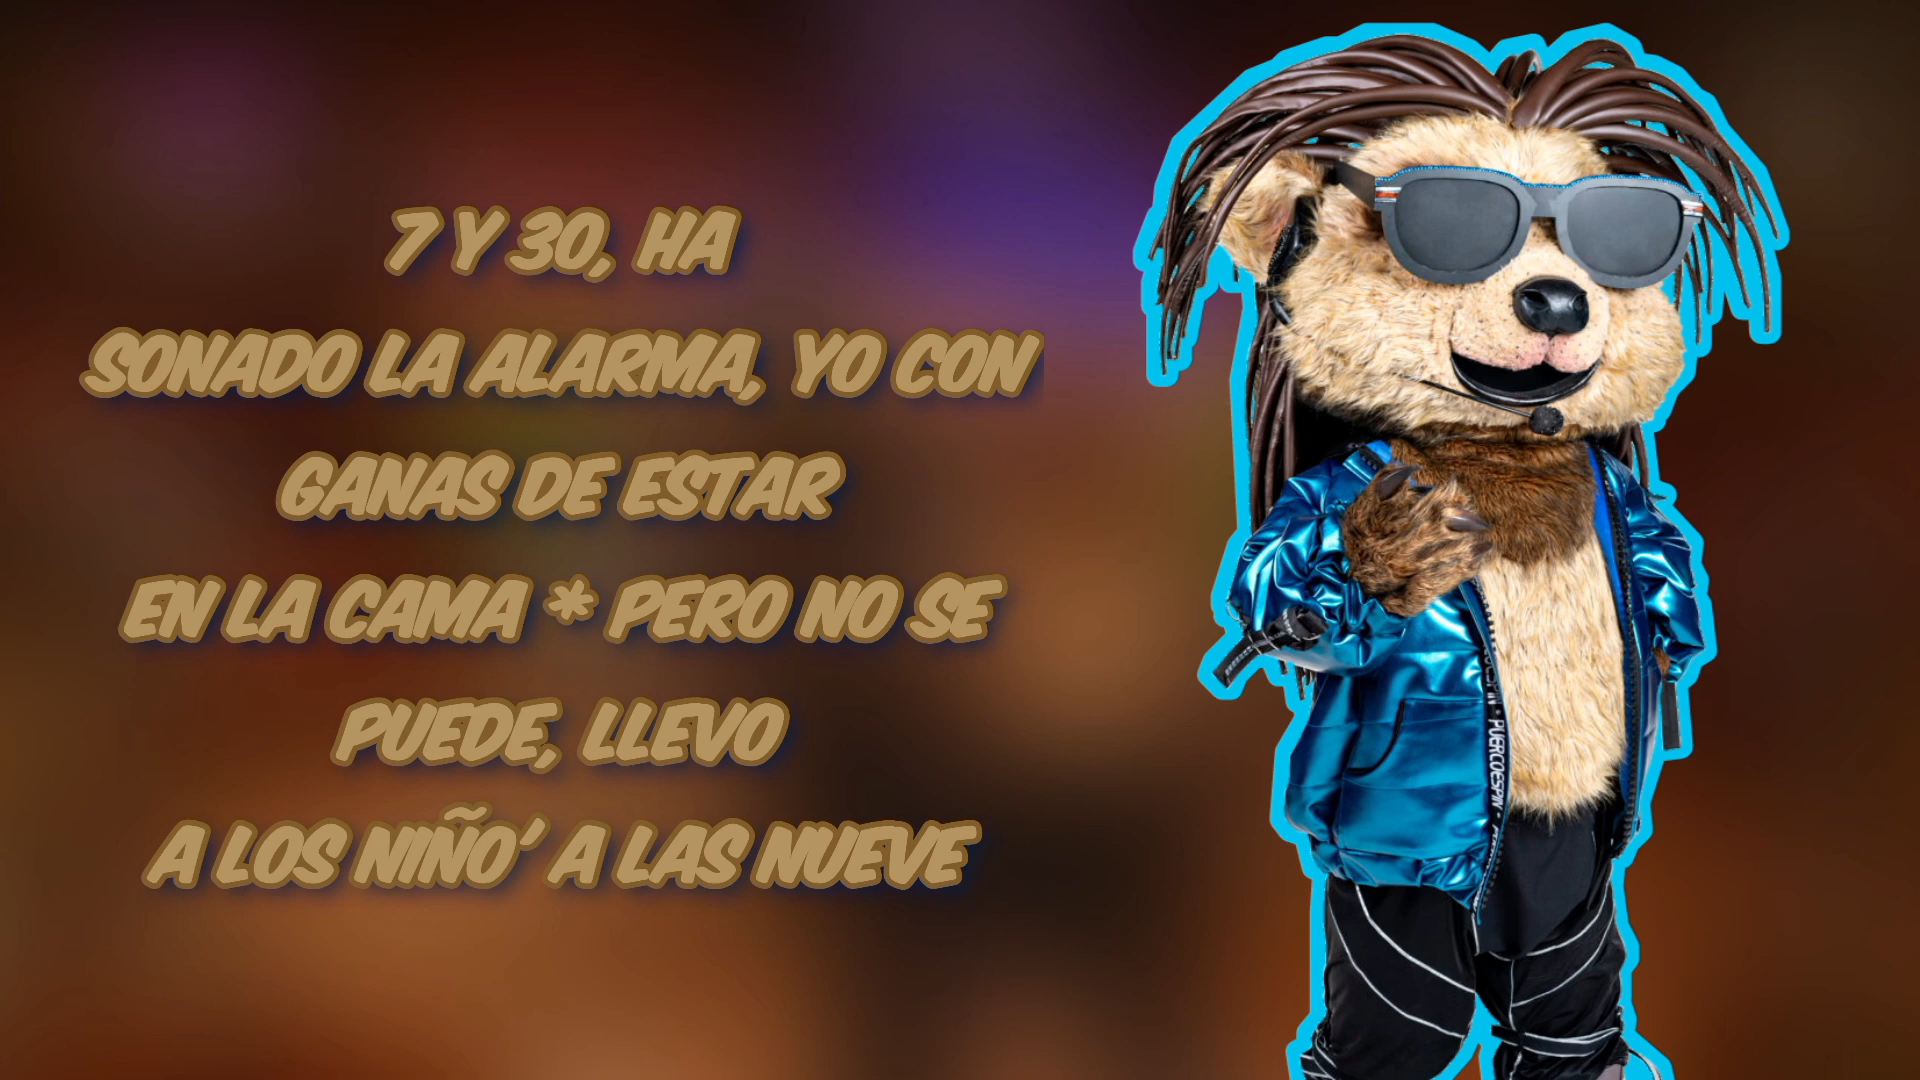 7 Y 30, HA
SONADO LA ALARMA, YO CON
GANAS DE ESTAR
EN LA CAMA * PERO NO SE
PUEDE, LLEVO
A LOS NIÑO' A LAS NUEVE
PUERCOESPIN